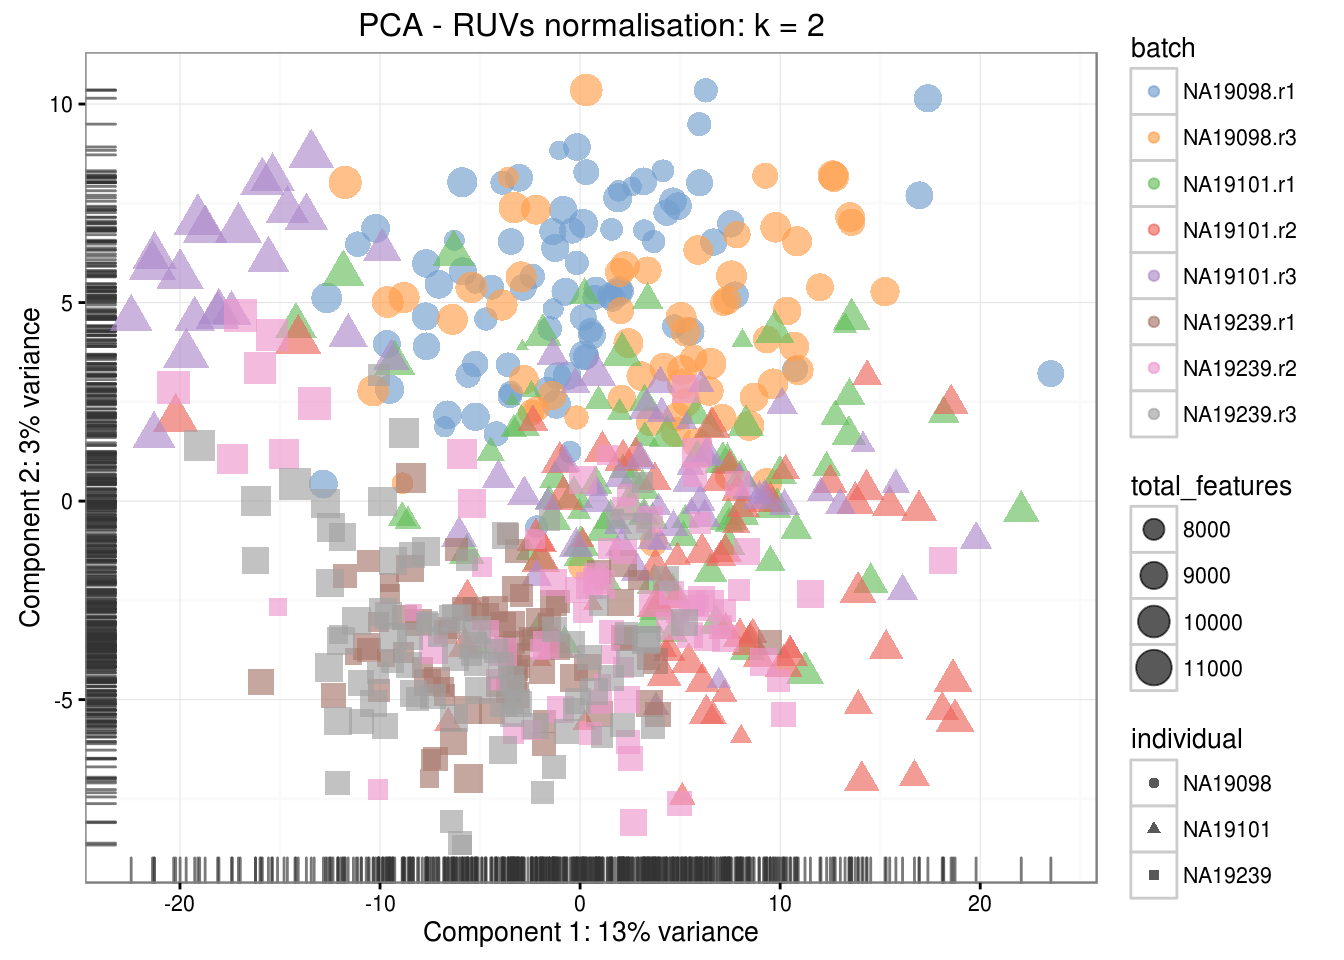 PCA - RUVs normalisation: k = 2
Component 2: 3% variance
10
5
0
-5
-20
-10
0
10
20
Component 1: 13% variance
batch
NA19098.r1
NA19098.r3
NA19101.r1
NA19101.r2
NA19101.r3
NA19239.r1
NA19239.r2
NA19239.r3
total_features
8000
9000
10000
11000
individual
NA19098
NA19101
NA19239